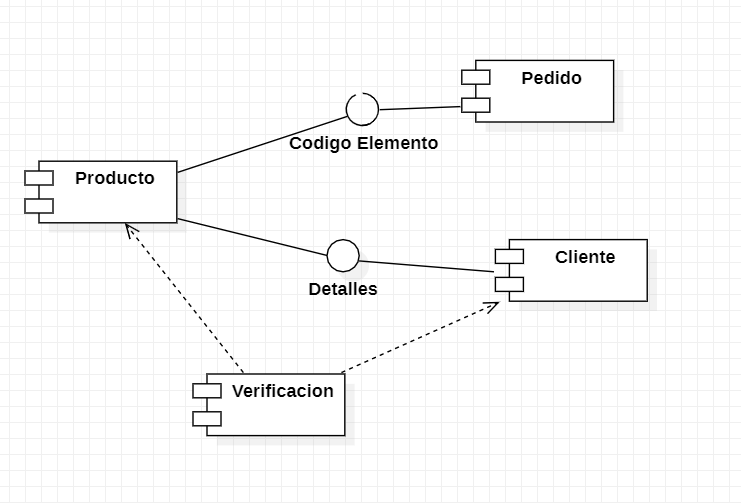 Pedido
Codigo Elemento
Producto
Cliente
Detalles
Verificacion